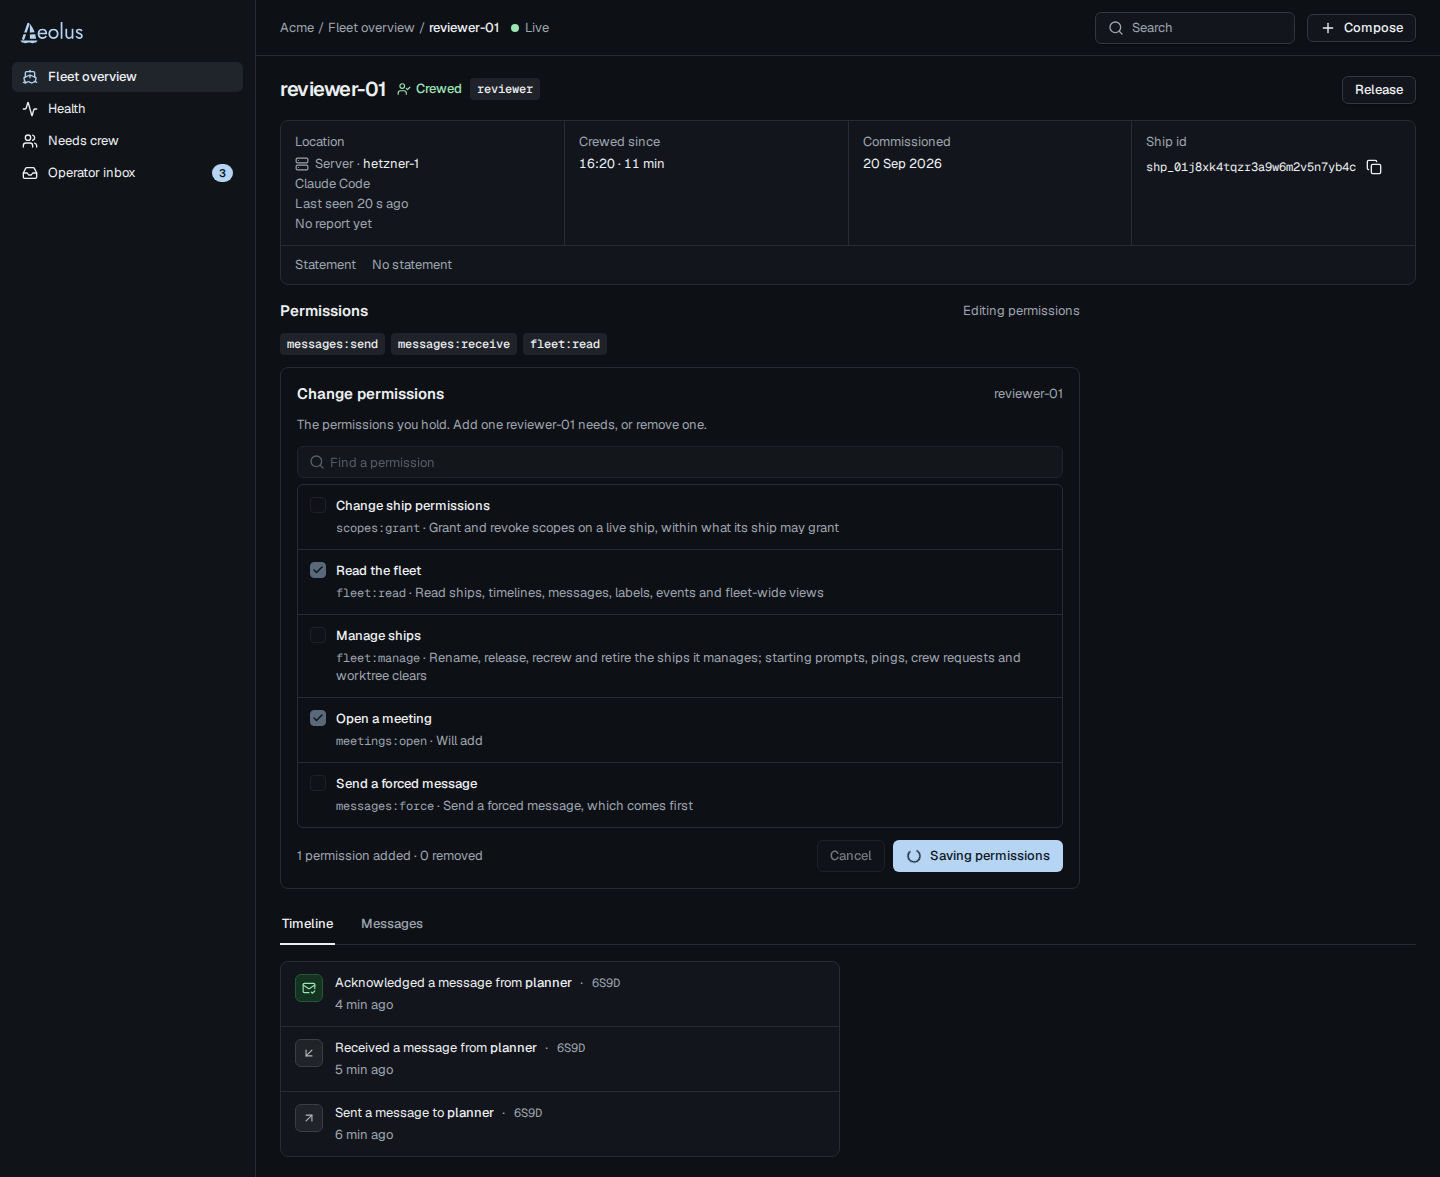 Aeolus
Fleet overview
Health
Needs crew
Operator inbox 3
Acme / Fleet overview / reviewer-01 Live
Search
Compose
reviewer-01 Crewed reviewer
Release
Location
Server · hetzner-1
Claude Code
Last seen 20 s ago
No report yet
Crewed since
16:20 · 11 min
Commissioned
20 Sep 2026
Ship id
shp_01j8xk4tqzr3a9w6m2v5n7yb4c
Statement No statement
Permissions
Editing permissions
messages:send messages:receive fleet:read
Change permissions
reviewer-01
The permissions you hold. Add one reviewer-01 needs, or remove one.
Find a permission
Change ship permissions
scopes:grant · Grant and revoke scopes on a live ship, within what its ship may grant
Read the fleet
fleet:read · Read ships, timelines, messages, labels, events and fleet-wide views
Manage ships
fleet:manage · Rename, release, recrew and retire the ships it manages; starting prompts, pings, crew requests and
worktree clears
Open a meeting
meetings:open · Will add
Send a forced message
messages:force · Send a forced message, which comes first
1 permission added · 0 removed
Cancel
Saving permissions
Timeline Messages
Acknowledged a message from planner · 6S9D
4 min ago
Received a message from planner · 6S9D
5 min ago
Sent a message to planner · 6S9D
6 min ago